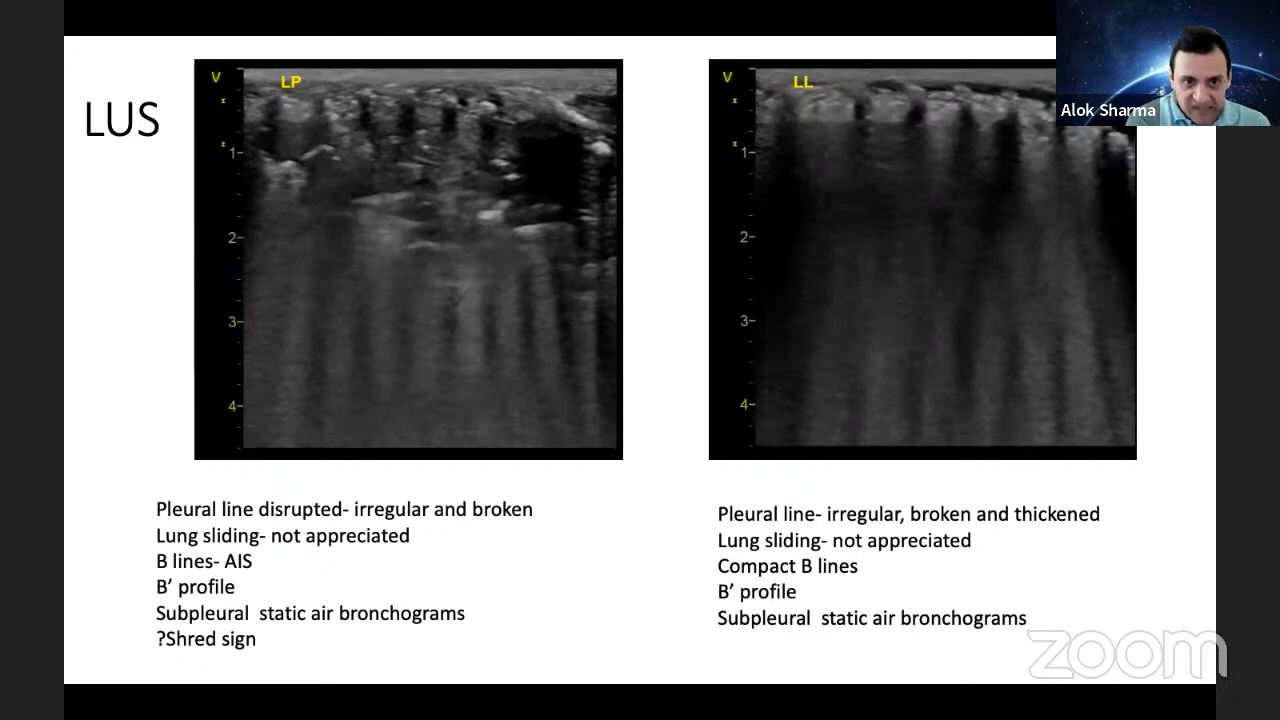 LUS
V
LP
1
2
3
4
V
LL
1
2
4
3
Alok Sharma
Pleural line disrupted- irregular and broken
Lung sliding- not appreciated
B lines- AIS
B’ profile
Subpleural static air bronchograms
?Shred sign
Pleural line- irregular, broken and thickened
Lung sliding- not appreciated
Compact B lines
B’ profile
Subpleural static air bronchograms
zoom